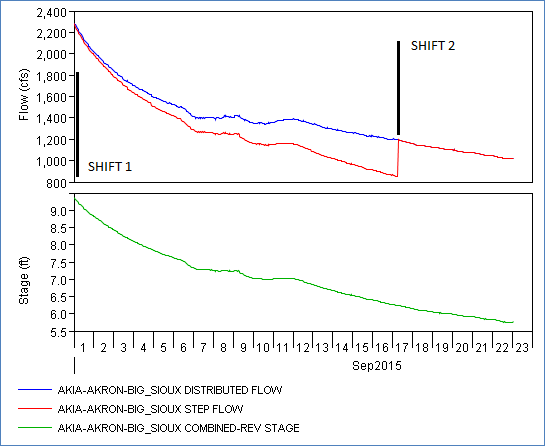 2,400
2,200
2,000
1,800
1,600
1,400
1,200
1,000
800
Flow (cfs)
SHIFT 1
SHIFT 2
9.0
8.5
8.0
7.5
7.0
6.5
6.0
5.5
Stage (ft)
1 2 3 4 5 6 7 8 9 10 11 12 13 14 15 16 17 18 19 20 21 22 23
Sep2015
AKIA-AKRON-BIG_SIOUX DISTRIBUTED FLOW
AKIA-AKRON-BIG_SIOUX STEP FLOW
AKIA-AKRON-BIG_SIOUX COMBINED-REV STAGE